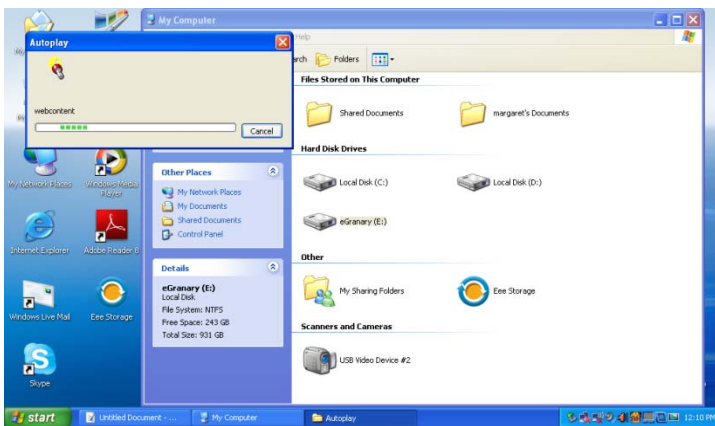 My Computer
Autoplay
webcontent
Cancel
Help
Folders
Files Stored on This Computer
Shared Documents
margaret's Documents
Hard Disk Drives
Local Disk (C:)
Local Disk (D:)
eGranary (E:)
Other
My Sharing Folders
Eee Storage
Scanners and Cameras
USB Video Device #2
Other Places
My Network Places
My Documents
Shared Documents
Control Panel
Details
eGranary (E:)
Local Disk
File System: NTFS
Free Space: 243 GB
Total Size: 931 GB
My Network Places
Windows Media
Player
Internet Explorer
Adobe Reader 8
Windows Live Mail
Eee Storage
Skype
start
Untitled Document - ...
My Computer
Autoplay
12:10 PM